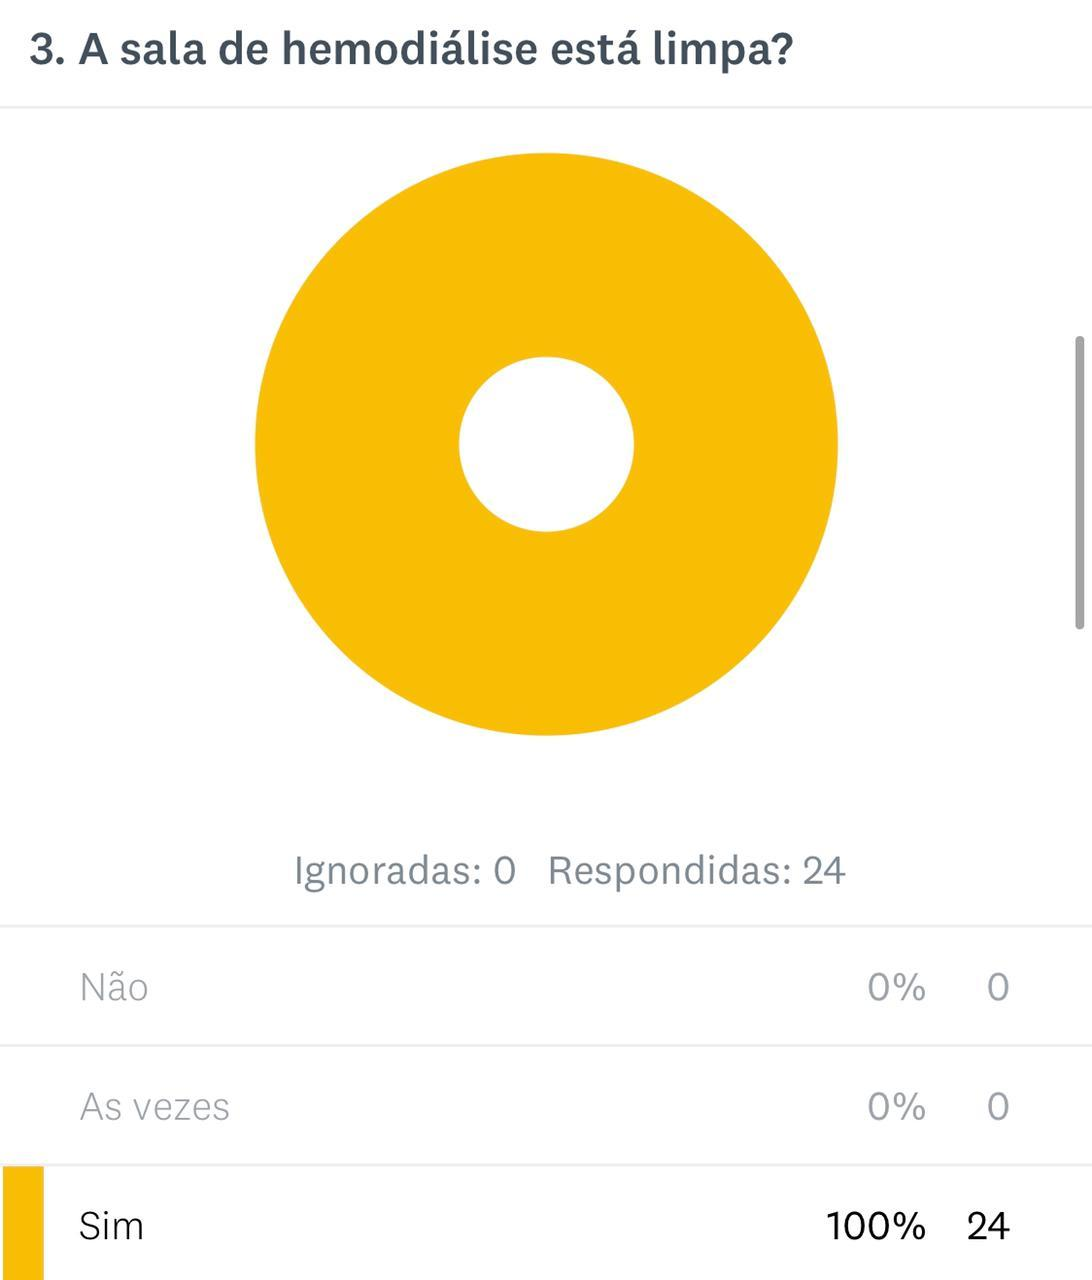 3. A sala de hemodiálise está limpa?
Ignoradas: 0 Respondidas: 24
Não 0% 0
As vezes 0% 0
Sim 100% 24